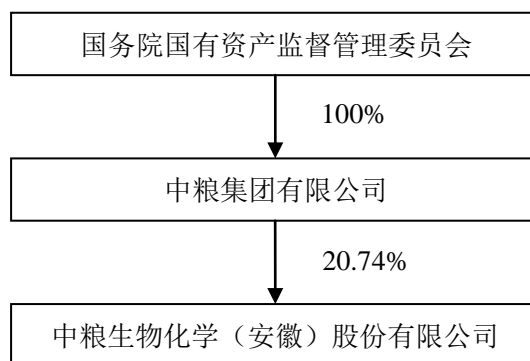 国务院国有资产监督管理委员会
100%
中粮集团有限公司
20.74%
中粮生物化学（安徽）股份有限公司